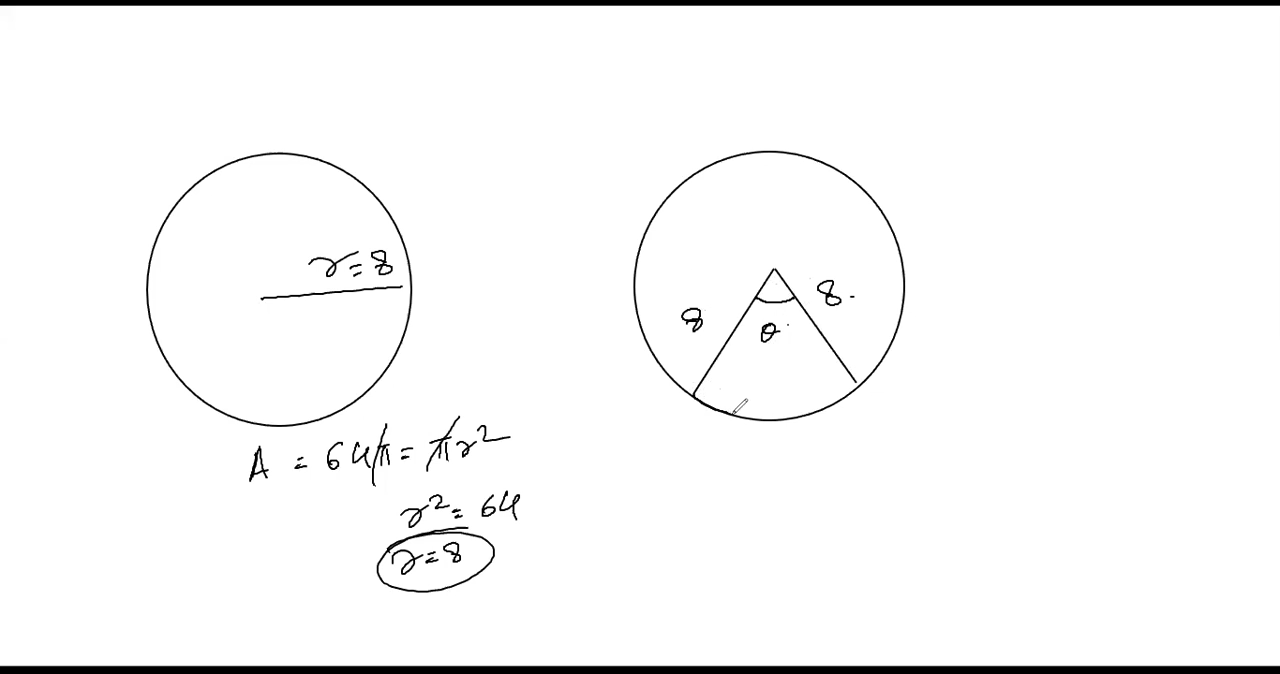 r=8
8
θ
8.
A = 64π = πr²
r² = 64
r=8